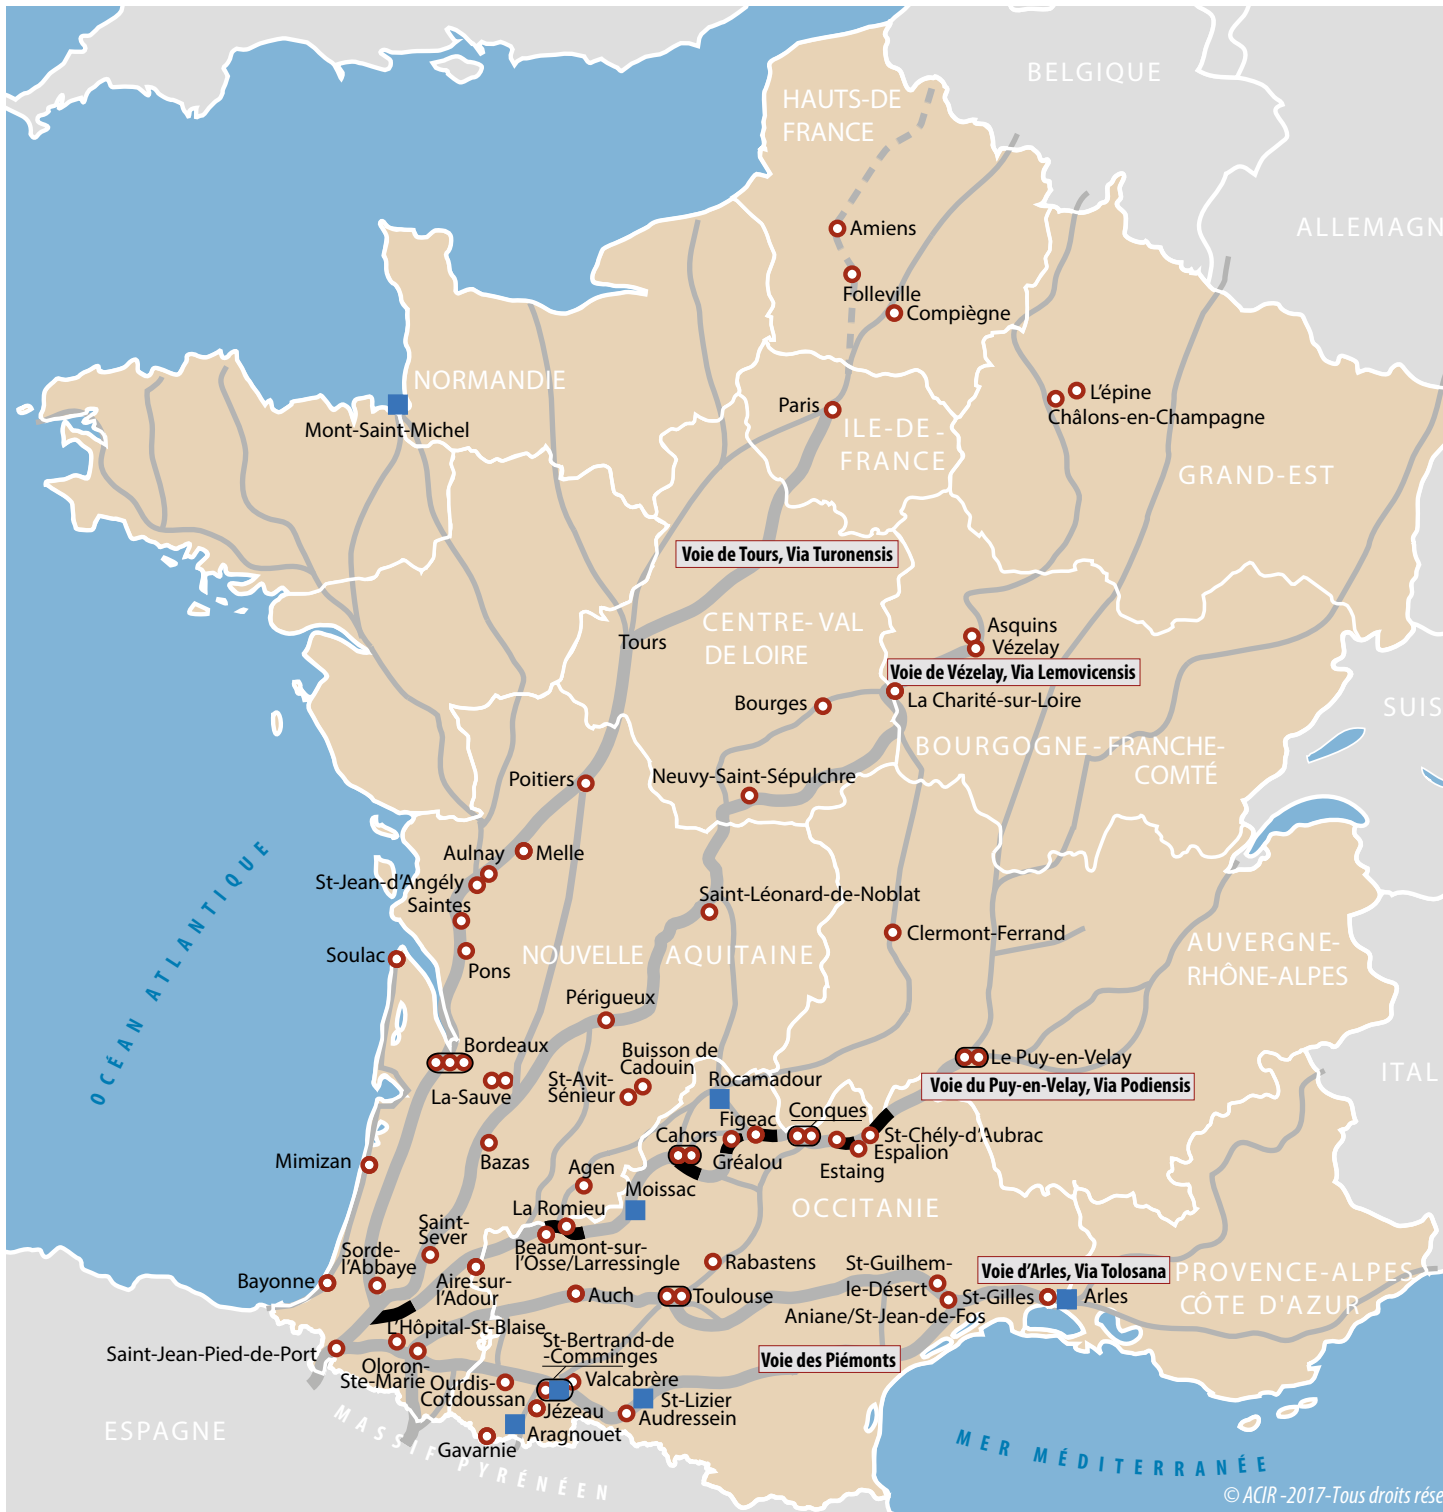 BELGIQUE
HAUTS-DE
FRANCE
ALLEMAGN
Amiens
Folleville
Compiègne
NORMANDIE
Mont-Saint-Michel
Paris
ILE-DE-
FRANCE
L'épine
Châlons-en-Champagne
GRAND-EST
Voie de Tours, Via Turonensis
CENTRE-VAL
DE LOIRE
Tours
Asquins
Vézelay
Voie de Vézelay, Via Lemovicensis
La Charité-sur-Loire
Bourges
SUIS
BOURGOGNE-FRANCHE-
COMTÉ
Poitiers
Neuvy-Saint-Sépulchre
Aulnay
Melle
St-Jean-d'Angély
Saintes
Saint-Léonard-de-Noblat
OCÉAN ATLANTIQUE
Soulac
Pons
NOUVELLE AQUITAINE
Clermont-Ferrand
AUVERGNE-
RHÔNE-ALPES
Périgueux
Bordeaux
Buisson de
Cadouin
St-Avit-
Sénieur
La-Sauve
Rocamadour
Le Puy-en-Velay
Voie du Puy-en-Velay, Via Podiensis
ITAL
Figeac
Conques
Cahors
Gréalou
St-Chély-d'Aubrac
Espalion
Estaing
Mimizan
Bazas
Agen
Moissac
La Romieu
OCCITANIE
Saint-
Sever
Beaumont-sur-
l'Osse/Larressingle
Sorde-
l'Abbaye
Bayonne
Aire-sur-
l'Adour
Rabastens
St-Guilhem-
le-Désert
Voie d'Arles, Via Tolosana
PROVENCE-ALPES
CÔTE D'AZUR
Auch
Toulouse
St-Gilles
Arles
Aniane/St-Jean-de-Fos
L'Hôpital-St-Blaise
Saint-Jean-Pied-de-Port
Oloron-
Ste-Marie
St-Bertrand-de
-Comminges
Voie des Piémonts
Ourdis-
Cotdoussan
Valcabrère
St-Lizier
Jézeau
Audressein
Aragnouet
Gavarnie
ESPAGNE
MASSIF PYRÉNÉEN
MER MÉDITERRANÉE
© ACIR -2017-Tous droits rése